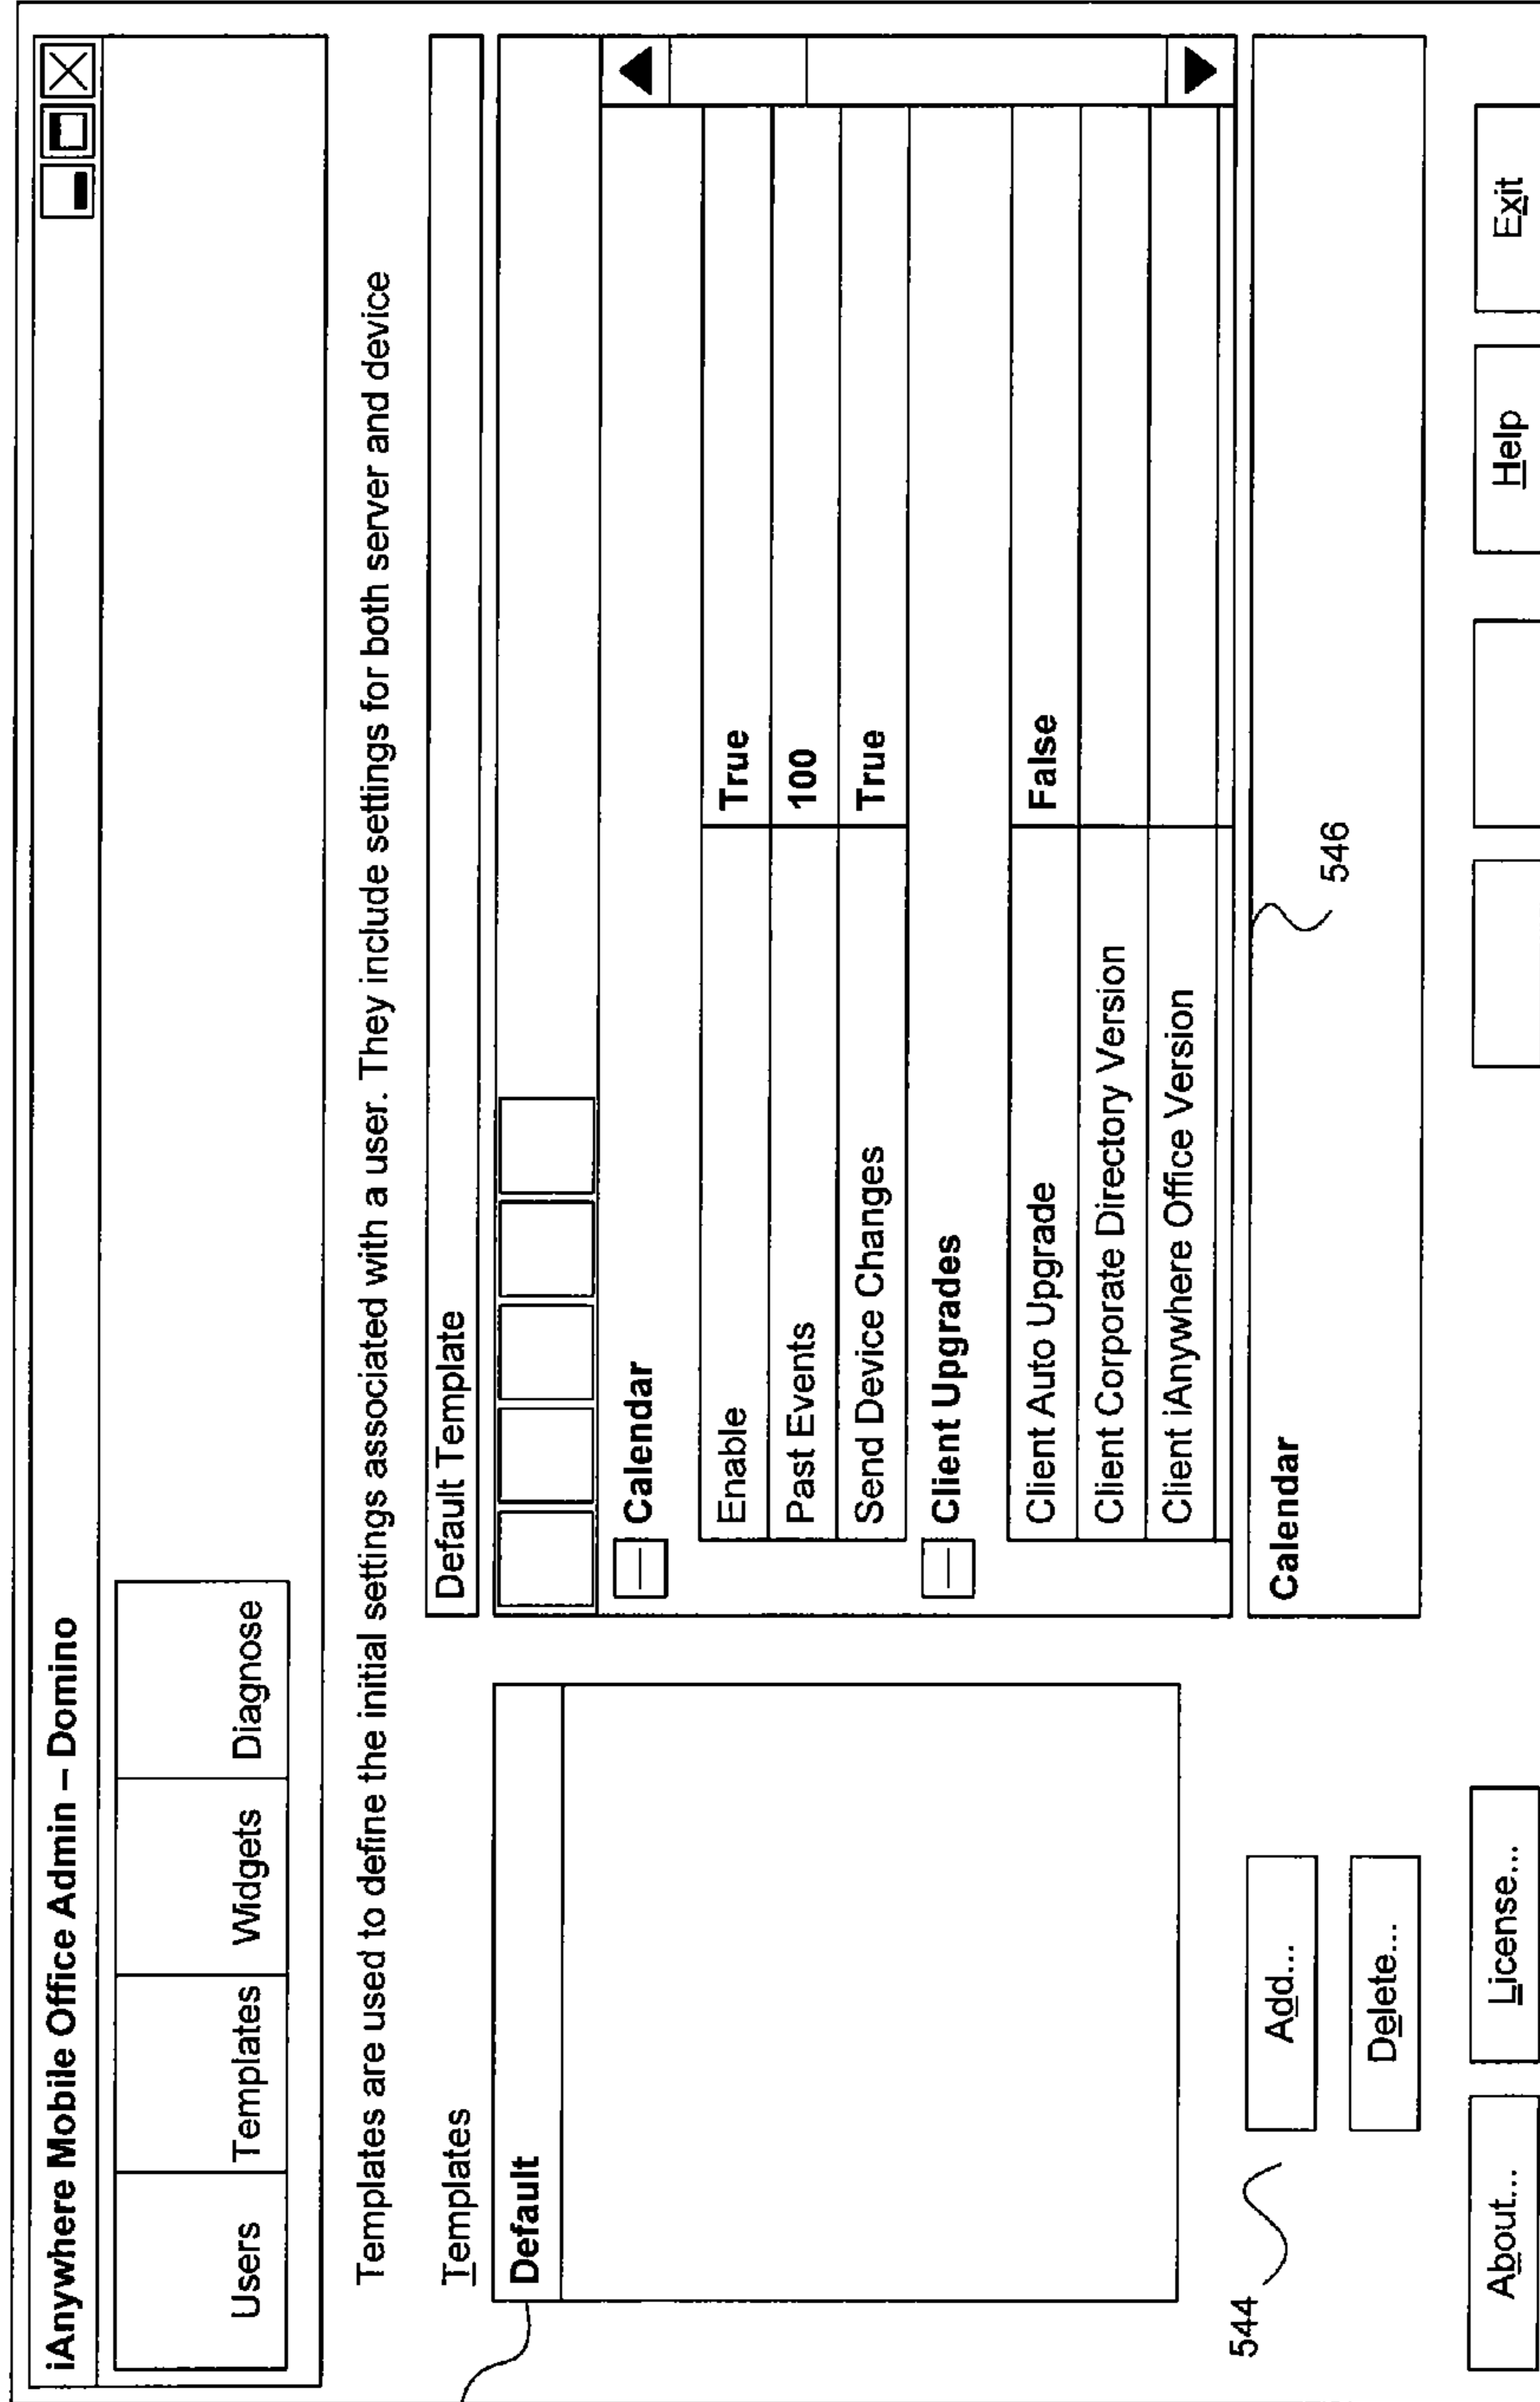 iAnywhere Mobile Office Admin – Domino
Users Templates Widgets Diagnose
Templates are used to define the initial settings associated with a user. They include settings for both server and device
Templates
Default
544
Add...
Delete...
Default Template
Calendar
Enable True
Past Events 100
Send Device Changes True
Client Upgrades
Client Auto Upgrade False
Client Corporate Directory Version
Client iAnywhere Office Version
Calendar
546
About... License... Help Exit